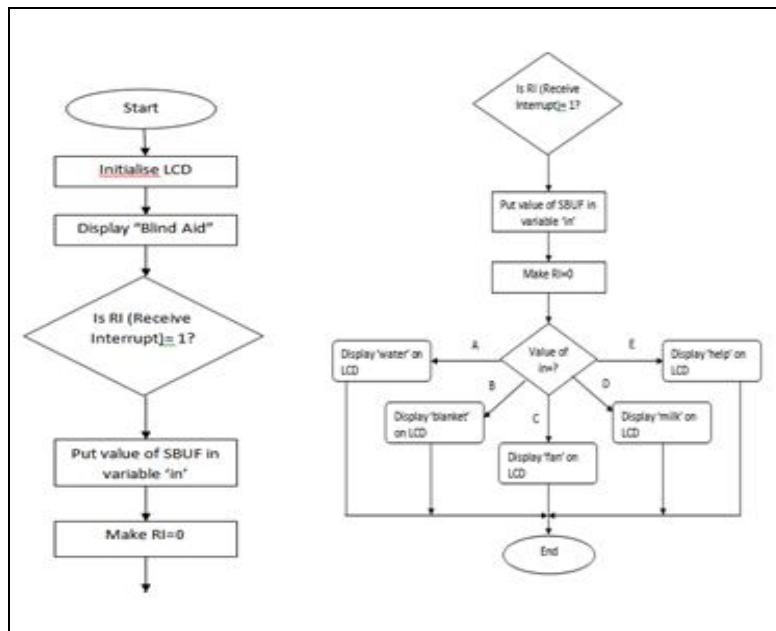 Start
Initialise LCD
Display "Blind Aid"
Is RI (Receive
Interrupt)= 1?
Put value of SBUF in
variable 'in'
Make RI=0
Is RI (Receive
Interrupt)= 1?
Put value of SBUF in
variable 'in'
Make RI=0
Value of
in=?
A
B
C
D
E
Display 'water' on
LCD
Display 'blanket'
on LCD
Display 'fan' on
LCD
Display 'milk' on
LCD
Display 'help' on
LCD
End